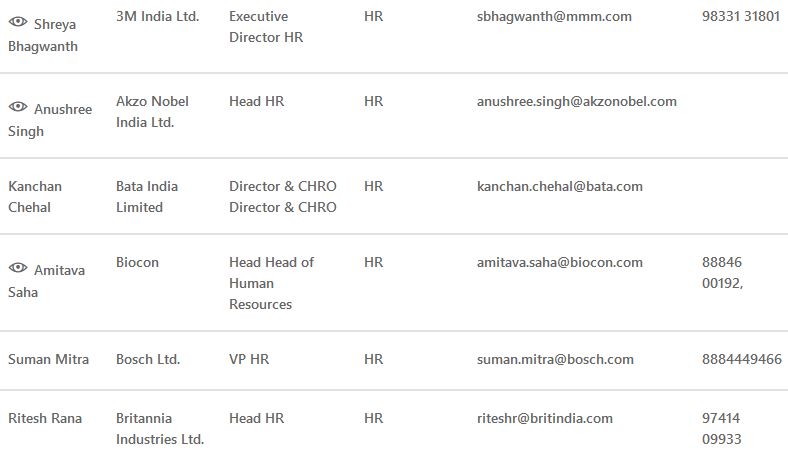 Shreya Bhagwanth 3M India Ltd. Executive Director HR HR sbhagwanth@mmm.com 98331 31801
Anushree Singh Akzo Nobel India Ltd. Head HR HR anushree.singh@akzonobel.com
Kanchan Chehal Bata India Limited Director & CHRO Director & CHRO HR kanchan.chehal@bata.com
Amitava Saha Biocon Head Head of Human Resources HR amitava.saha@biocon.com 88846 00192,
Suman Mitra Bosch Ltd. VP HR HR suman.mitra@bosch.com 8884449466
Ritesh Rana Britannia Industries Ltd. Head HR HR riteshr@britindia.com 97414 09933